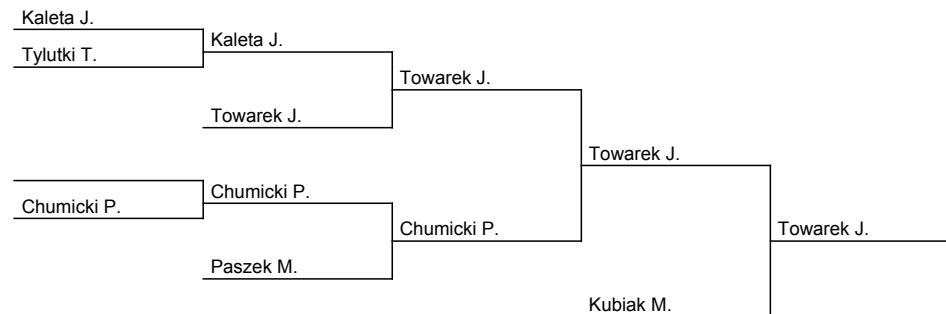 Kaleta J.
Kaleta J.
Tylutki T.
Towarek J.
Towarek J.
Towarek J.
Chumicki P.
Chumicki P.
Chumicki P.
Towarek J.
Paszek M.
Kubiak M.